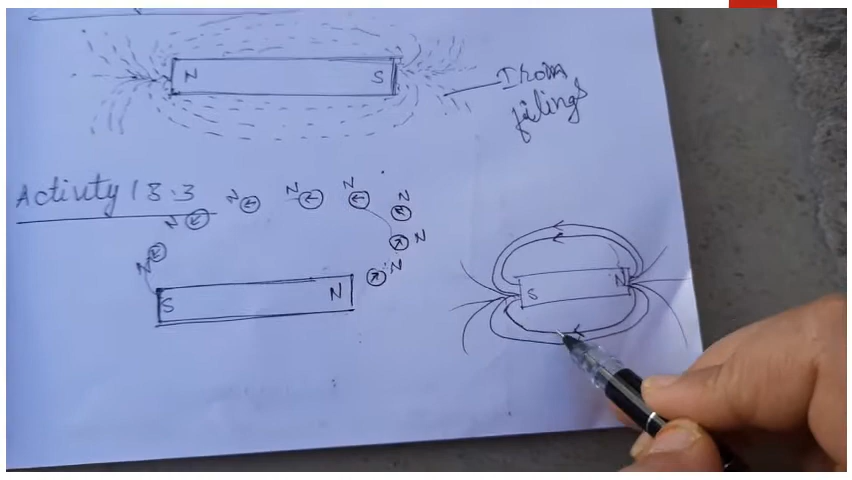 N S
Iron
filings
Activity 18.3
N N N N N
N
N
N
N
S N
S N